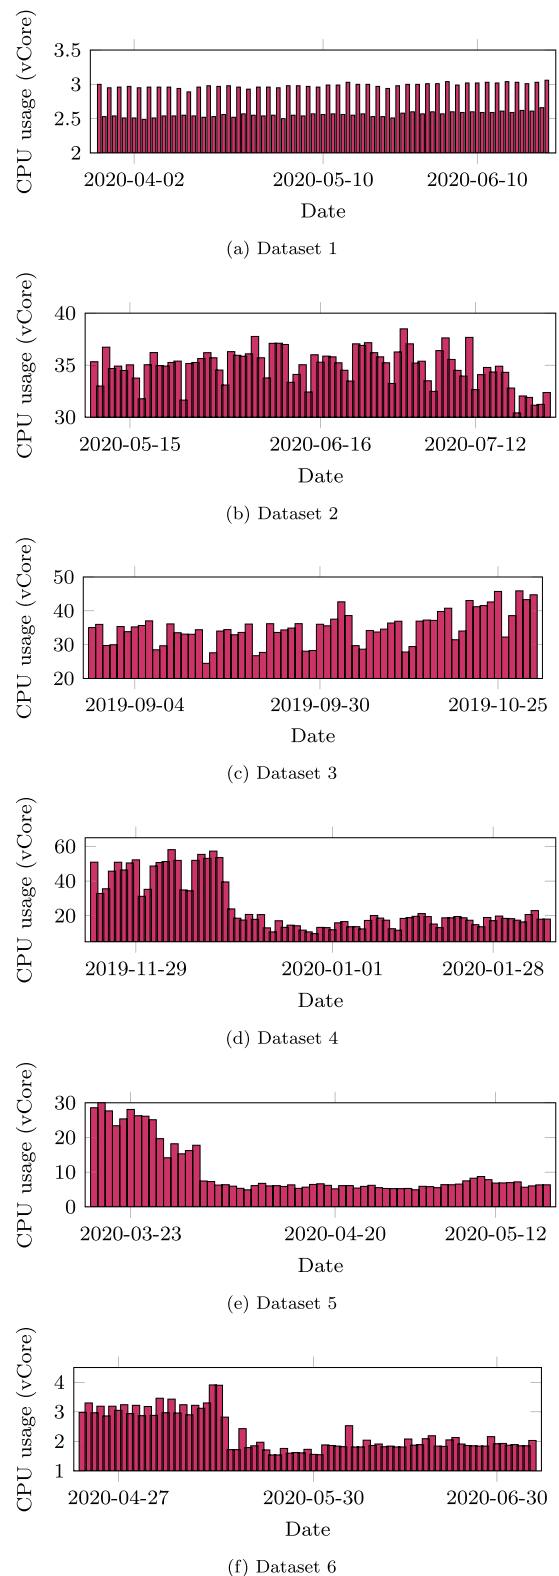 CPU usage (vCore)
3.5
3
2.5
2
2020-04-02 2020-05-10 2020-06-10
Date
(a) Dataset 1
CPU usage (vCore)
40
35
30
2020-05-15 2020-06-16 2020-07-12
Date
(b) Dataset 2
CPU usage (vCore)
50
40
30
20
2019-09-04 2019-09-30 2019-10-25
Date
(c) Dataset 3
CPU usage (vCore)
60
40
20
2019-11-29 2020-01-01 2020-01-28
Date
(d) Dataset 4
CPU usage (vCore)
30
20
10
0
2020-03-23 2020-04-20 2020-05-12
Date
(e) Dataset 5
CPU usage (vCore)
4
3
2
1
2020-04-27 2020-05-30 2020-06-30
Date
(f) Dataset 6